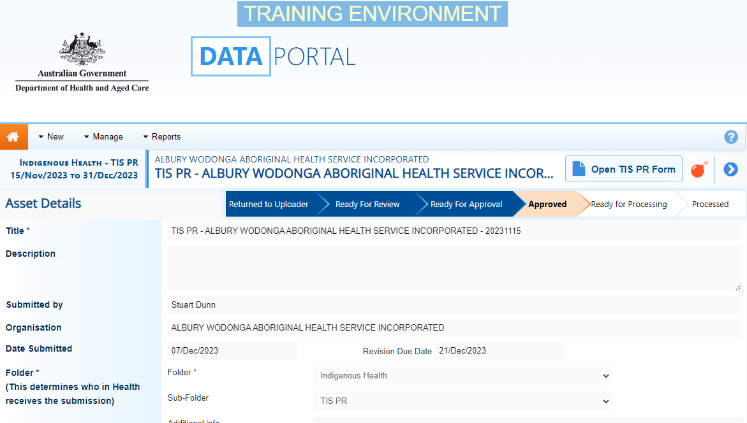 TRAINING ENVIRONMENT
DATA PORTAL
Australian Government
Department of Health and Aged Care
New Manage Reports
INDIGENOUS HEALTH - TIS PR
15/NOV/2023 TO 31/DEC/2023
ALBURY WODONGA ABORIGINAL HEALTH SERVICE INCORPORATED
TIS PR - ALBURY WODONGA ABORIGINAL HEALTH SERVICE INCOR...
Open TIS PR Form
Asset Details
Returned to Uploader Ready For Review Ready For Approval Approved Ready for Processing Processed
Title * TIS PR - ALBURY WODONGA ABORIGINAL HEALTH SERVICE INCORPORATED - 20231115
Description
Submitted by Stuart Dunn
Organisation ALBURY WODONGA ABORIGINAL HEALTH SERVICE INCORPORATED
Date Submitted 07/Dec/2023 Revision Due Date 21/Dec/2023
Folder * Folder * Indigenous Health
(This determines who in Health
receives the submission) Sub-Folder TIS PR
Additional info